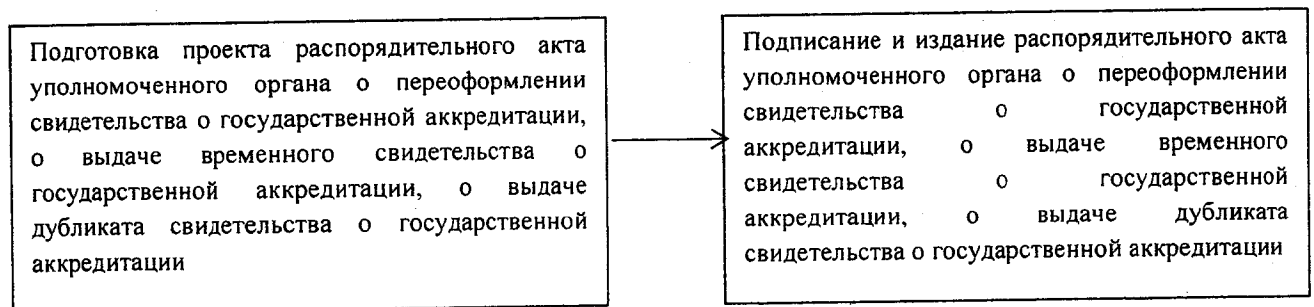 Подготовка проекта распорядительного акта
уполномоченного органа о переоформлении
свидетельства о государственной аккредитации,
о выдаче временного свидетельства о
государственной аккредитации, о выдаче
дубликата свидетельства о государственной
аккредитации
Подписание и издание распорядительного акта
уполномоченного органа о переоформлении
свидетельства о государственной
аккредитации, о выдаче временного
свидетельства о государственной
аккредитации, о выдаче дубликата
свидетельства о государственной аккредитации